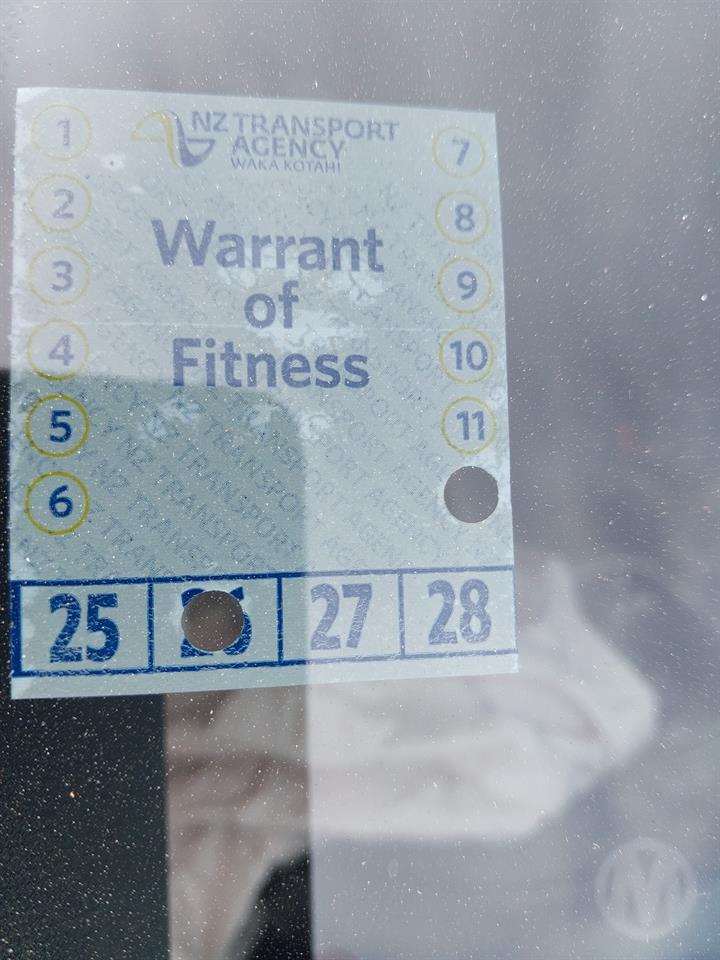 NZ TRANSPORT
AGENCY
WAKA KOTAHI
Warrant
of
Fitness
1
2
3
4
5
6
7
8
9
10
11
25
27
28